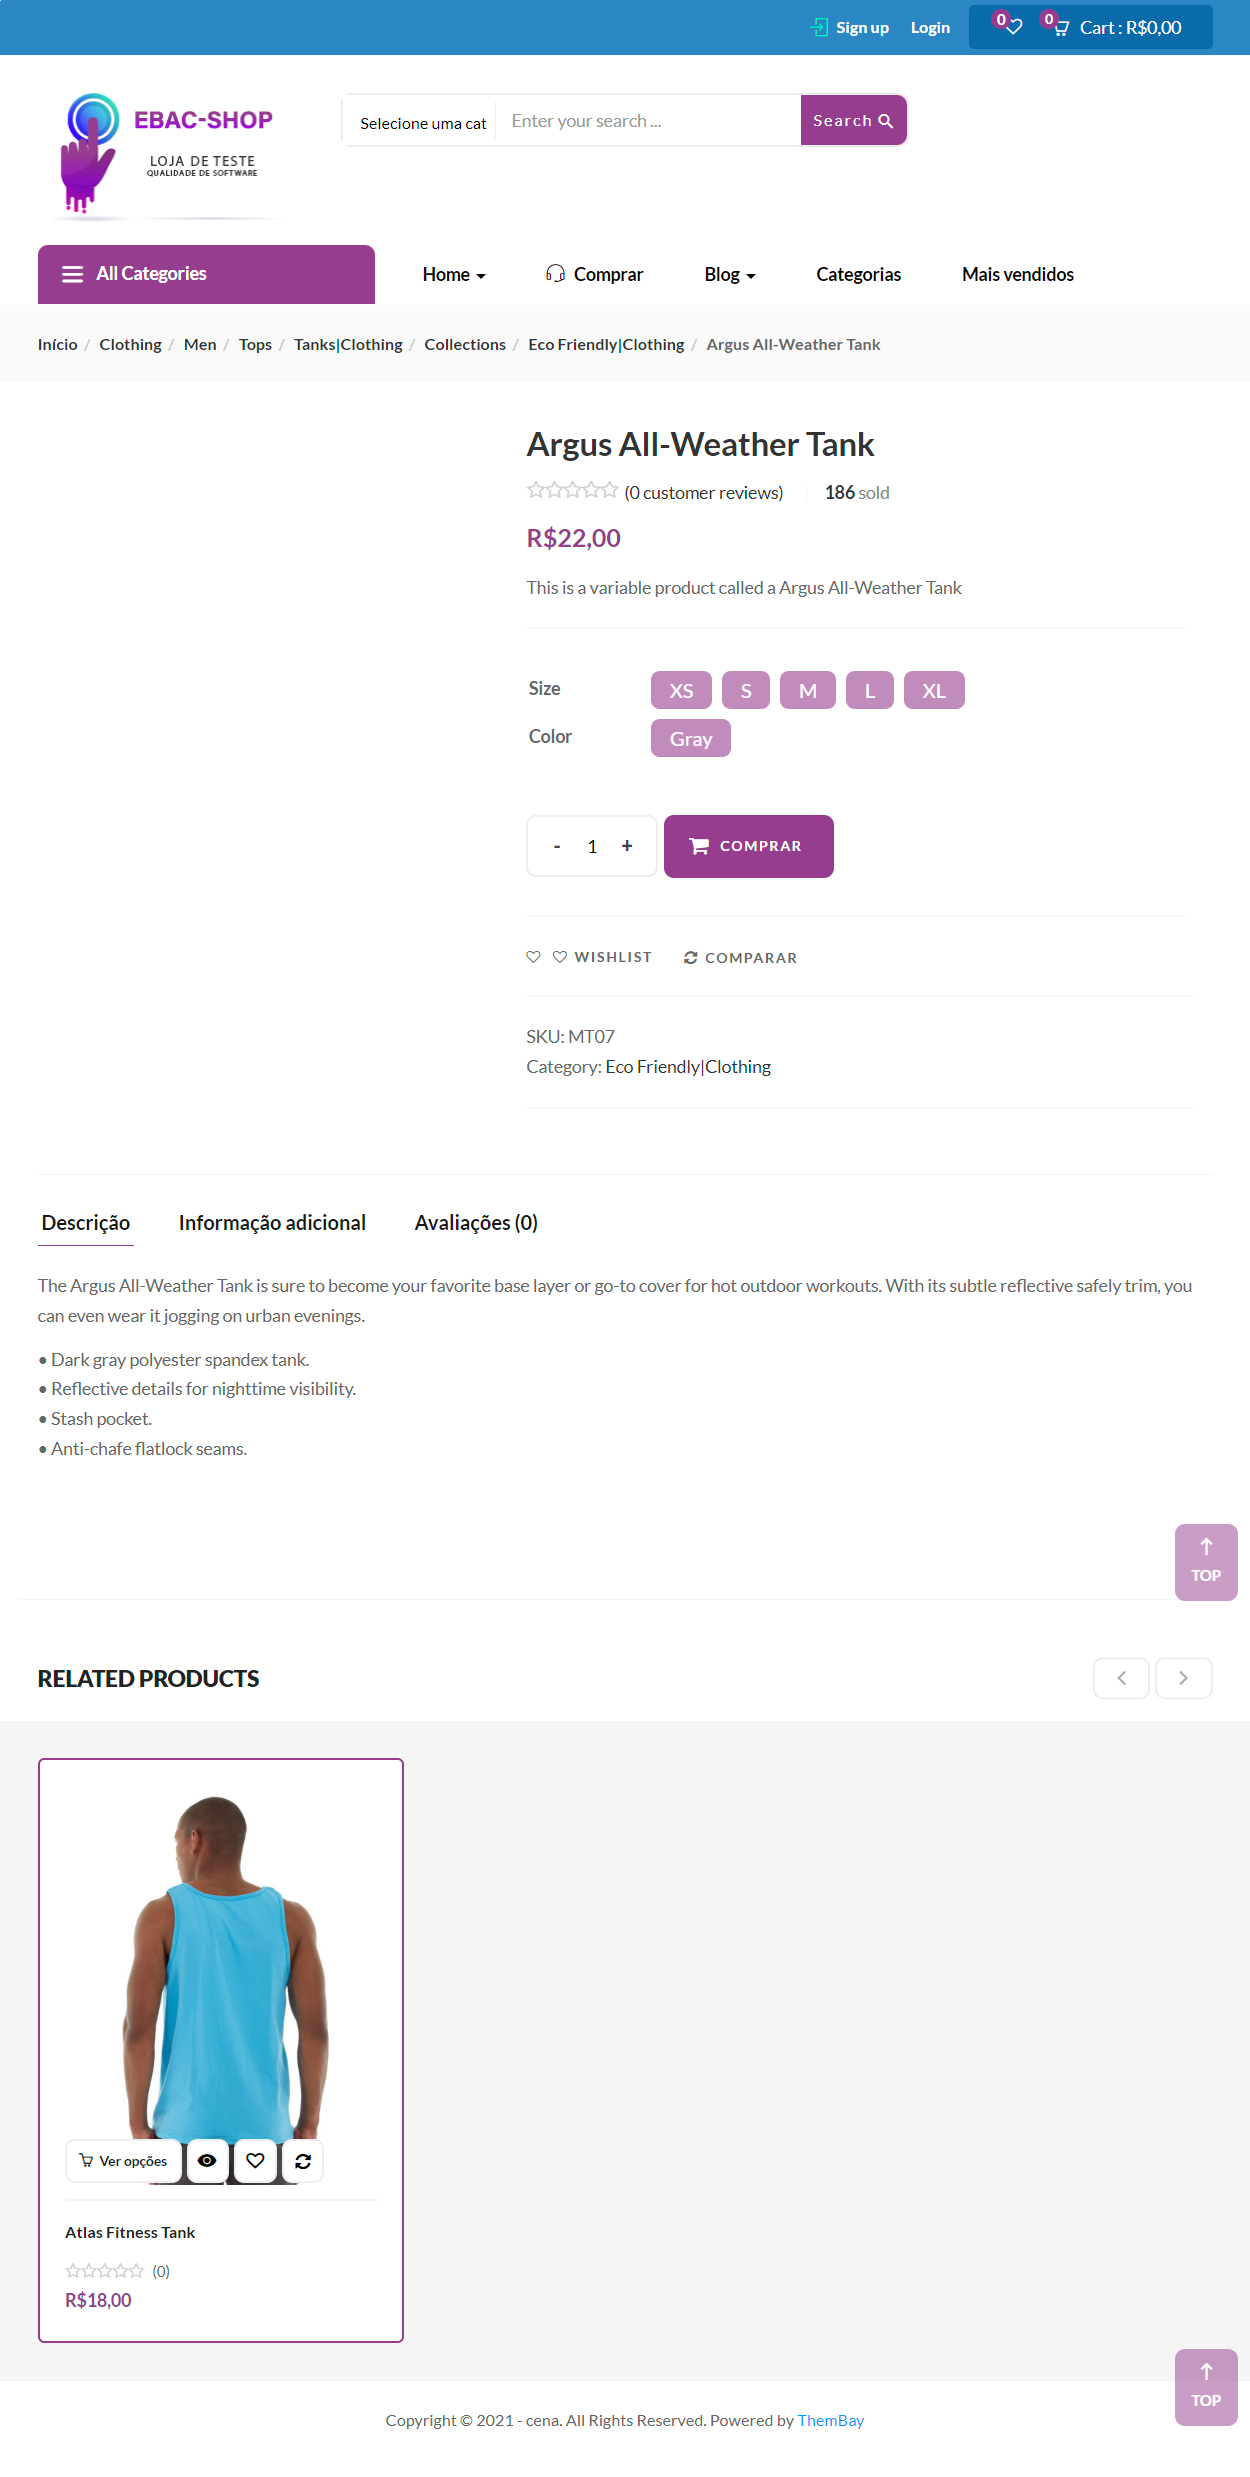 Sign up Login 0 0 Cart : R$0,00
EBAC-SHOP
LOJA DE TESTE
QUALIDADE DE SOFTWARE
Selecione uma cat Enter your search ... Search
All Categories Home Comprar Blog Categorias Mais vendidos
Início / Clothing / Men / Tops / Tanks|Clothing / Collections / Eco Friendly|Clothing / Argus All-Weather Tank
Argus All-Weather Tank
(0 customer reviews) 186 sold
R$22,00
This is a variable product called a Argus All-Weather Tank
Size XS S M L XL
Color Gray
- 1 + COMPRAR
WISHLIST COMPARAR
SKU: MT07
Category: Eco Friendly|Clothing
Descrição Informação adicional Avaliações (0)
The Argus All-Weather Tank is sure to become your favorite base layer or go-to cover for hot outdoor workouts. With its subtle reflective safely trim, you
can even wear it jogging on urban evenings.
• Dark gray polyester spandex tank.
• Reflective details for nighttime visibility.
• Stash pocket.
• Anti-chafe flatlock seams.
TOP
RELATED PRODUCTS
Ver opções
Atlas Fitness Tank
(0)
R$18,00
TOP
Copyright © 2021 - cena. All Rights Reserved. Powered by ThemBay